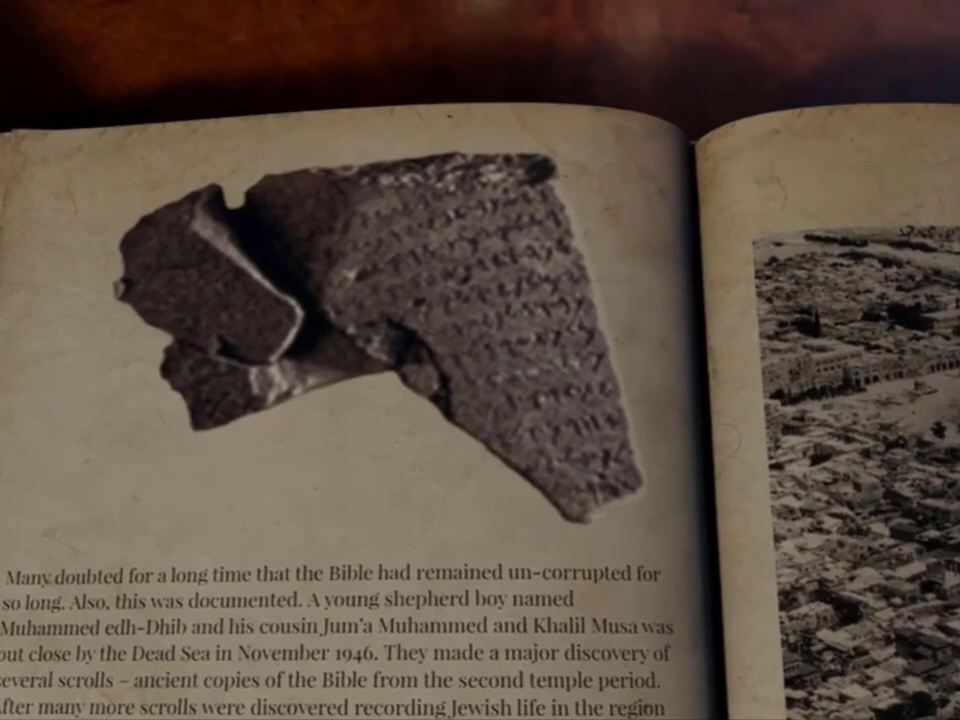 Many doubted for a long time that the Bible had remained un-corrupted for
so long. Also, this was documented. A young shepherd boy named
Muhammed edh-Dhib and his cousin Jum'a Muhammed and Khalil Musa was
out close by the Dead Sea in November 1946. They made a major discovery of
several scrolls – ancient copies of the Bible from the second temple period.
After many more scrolls were discovered recording Jewish life in the region